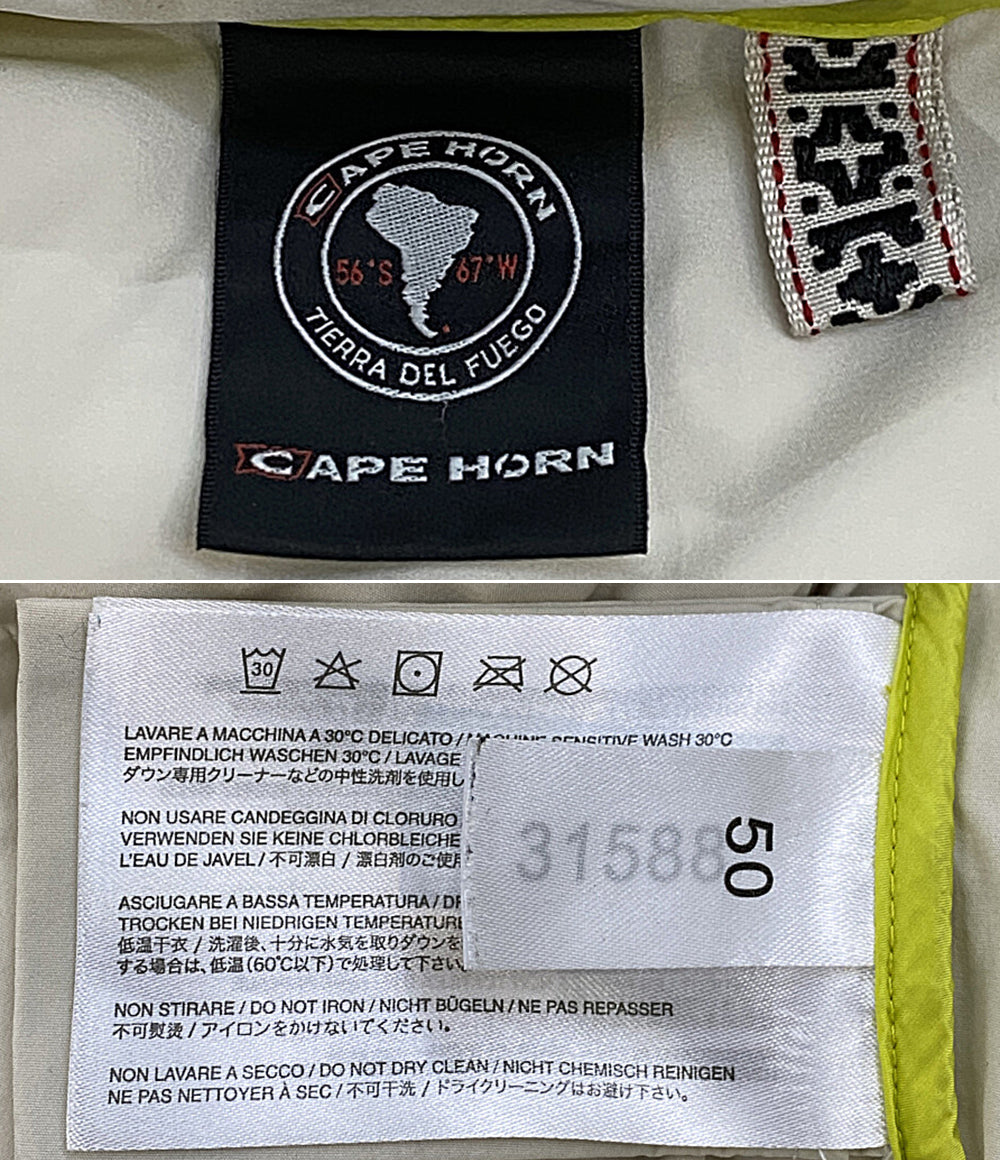 CAPE HORN
56°S 67°W
TIERRA DEL FUEGO
CAPE HORN
30
LAVARE A MACCHINA A 30°C DELICATO / MACHINE SENSITIVE WASH 30°C
EMPFINDLICH WASCHEN 30°C / LAVAGE
ダウン専用クリーナーなどの中性洗剤を使用し
NON USARE CANDEGGINA DI CLORURO
VERWENDEN SIE KEINE CHLORBLEICHE
L'EAU DE JAVEL / 不可漂白 / 漂白剤のご使用
31588
50
ASCIUGARE A BASSA TEMPERATURA /
TROCKEN BEI NIEDRIGEN TEMPERATURE
低温干衣 / 洗濯後、十分に水気を取りダウンを
する場合は、低温(60℃以下)で処理して下さい。
NON STIRARE / DO NOT IRON / NICHT BÜGELN / NE PAS REPASSER
不可熨烫 / アイロンをかけないでください。
NON LAVARE A SECCO / DO NOT DRY CLEAN / NICHT CHEMISCH REINIGEN
NE PAS NETTOYER À SEC / 不可干洗 / ドライクリーニングはお避け下さい。